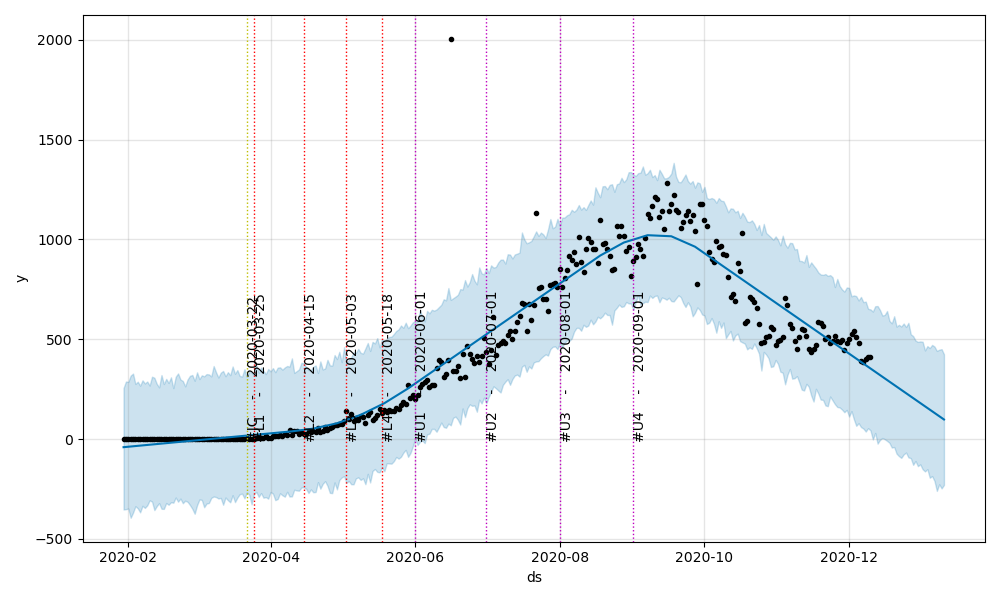 2000
1500
1000
500
0
−500
y
2020-02
2020-04
2020-06
2020-08
2020-10
2020-12
ds
#JC - 2020-03-22
#L1 - 2020-03-25
#L2 - 2020-04-15
#L3 - 2020-05-03
#L4 - 2020-05-18
#U1 - 2020-06-01
#U2 - 2020-07-01
#U3 - 2020-08-01
#U4 - 2020-09-01